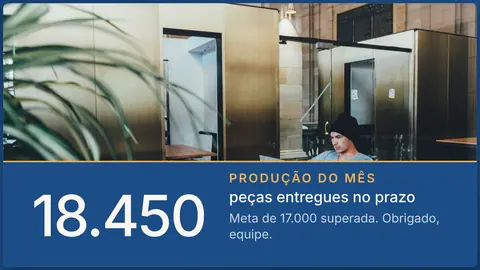 18.450
PRODUÇÃO DO MÊS
peças entregues no prazo
Meta de 17.000 superada. Obrigado,
equipe.